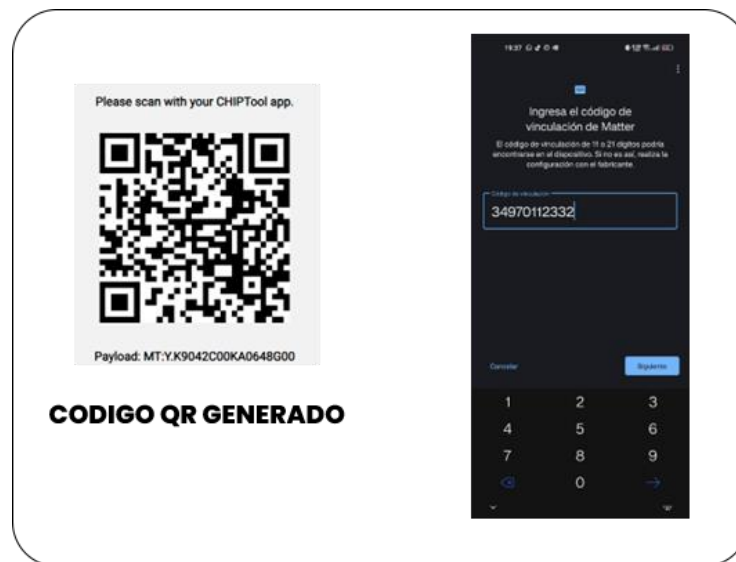 Please scan with your CHIPTool app.
Payload: MT:Y.K9042C00KA0648G00
CODIGO QR GENERADO
19:37
Ingresa el código de
vinculación de Matter
El código de vinculación de 11 o 21 dígitos podría
encontrarse en el dispositivo. Si no es así, realiza la
configuración con el fabricante.
Código de vinculación
34970112332
Cancelar
Siguiente
1 2 3
4 5 6
7 8 9
0